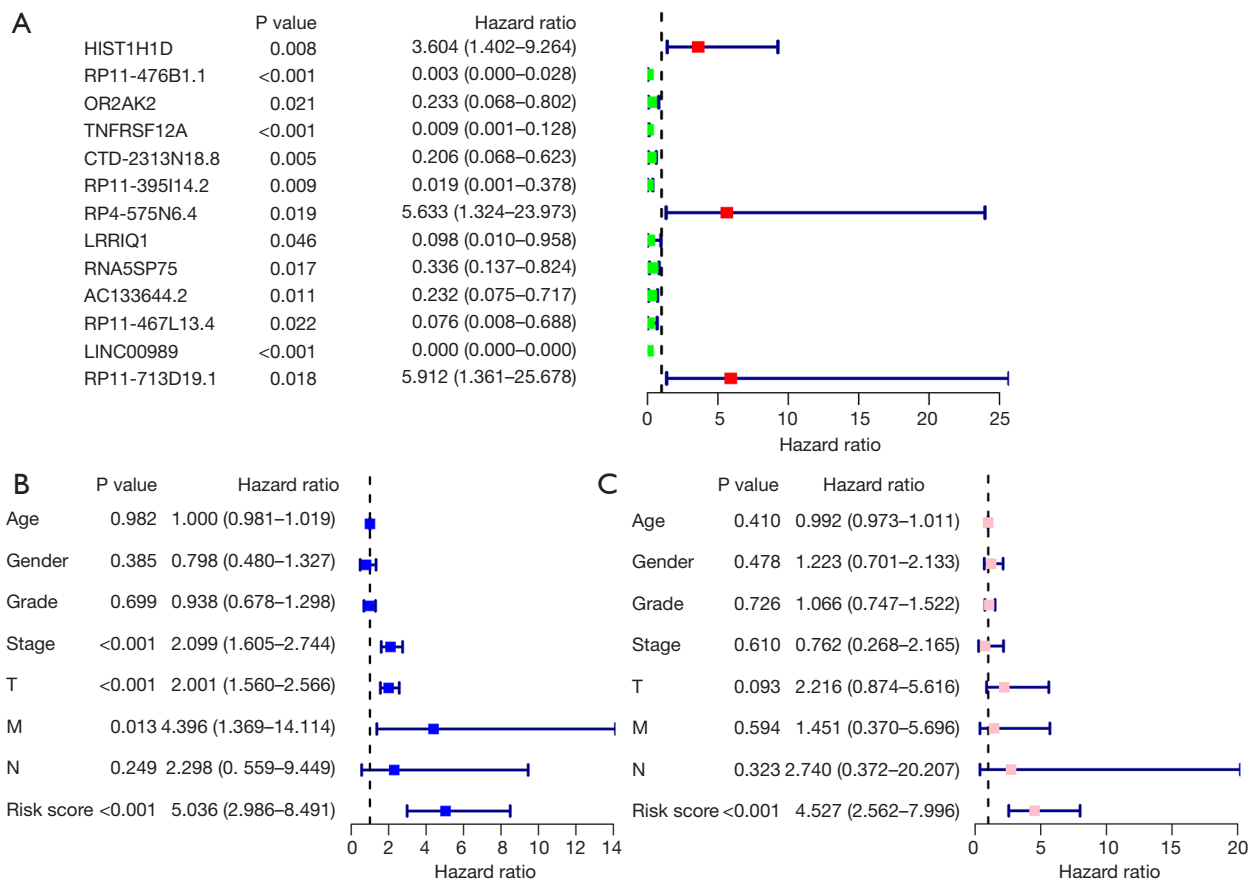 A
P value Hazard ratio
HIST1H1D 0.008 3.604 (1.402–9.264)
RP11-476B1.1 <0.001 0.003 (0.000–0.028)
OR2AK2 0.021 0.233 (0.068–0.802)
TNFRSF12A <0.001 0.009 (0.001–0.128)
CTD-2313N18.8 0.005 0.206 (0.068–0.623)
RP11-395I14.2 0.009 0.019 (0.001–0.378)
RP4-575N6.4 0.019 5.633 (1.324–23.973)
LRRIQ1 0.046 0.098 (0.010–0.958)
RNA5SP75 0.017 0.336 (0.137–0.824)
AC133644.2 0.011 0.232 (0.075–0.717)
RP11-467L13.4 0.022 0.076 (0.008–0.688)
LINC00989 <0.001 0.000 (0.000–0.000)
RP11-713D19.1 0.018 5.912 (1.361–25.678)
0 5 10 15 20 25
Hazard ratio
B
P value Hazard ratio
Age 0.982 1.000 (0.981–1.019)
Gender 0.385 0.798 (0.480–1.327)
Grade 0.699 0.938 (0.678–1.298)
Stage <0.001 2.099 (1.605–2.744)
T <0.001 2.001 (1.560–2.566)
M 0.013 4.396 (1.369–14.114)
N 0.249 2.298 (0. 559–9.449)
Risk score <0.001 5.036 (2.986–8.491)
0 2 4 6 8 10 12 14
Hazard ratio
C
P value Hazard ratio
Age 0.410 0.992 (0.973–1.011)
Gender 0.478 1.223 (0.701–2.133)
Grade 0.726 1.066 (0.747–1.522)
Stage 0.610 0.762 (0.268–2.165)
T 0.093 2.216 (0.874–5.616)
M 0.594 1.451 (0.370–5.696)
N 0.323 2.740 (0.372–20.207)
Risk score <0.001 4.527 (2.562–7.996)
0 5 10 15 20
Hazard ratio